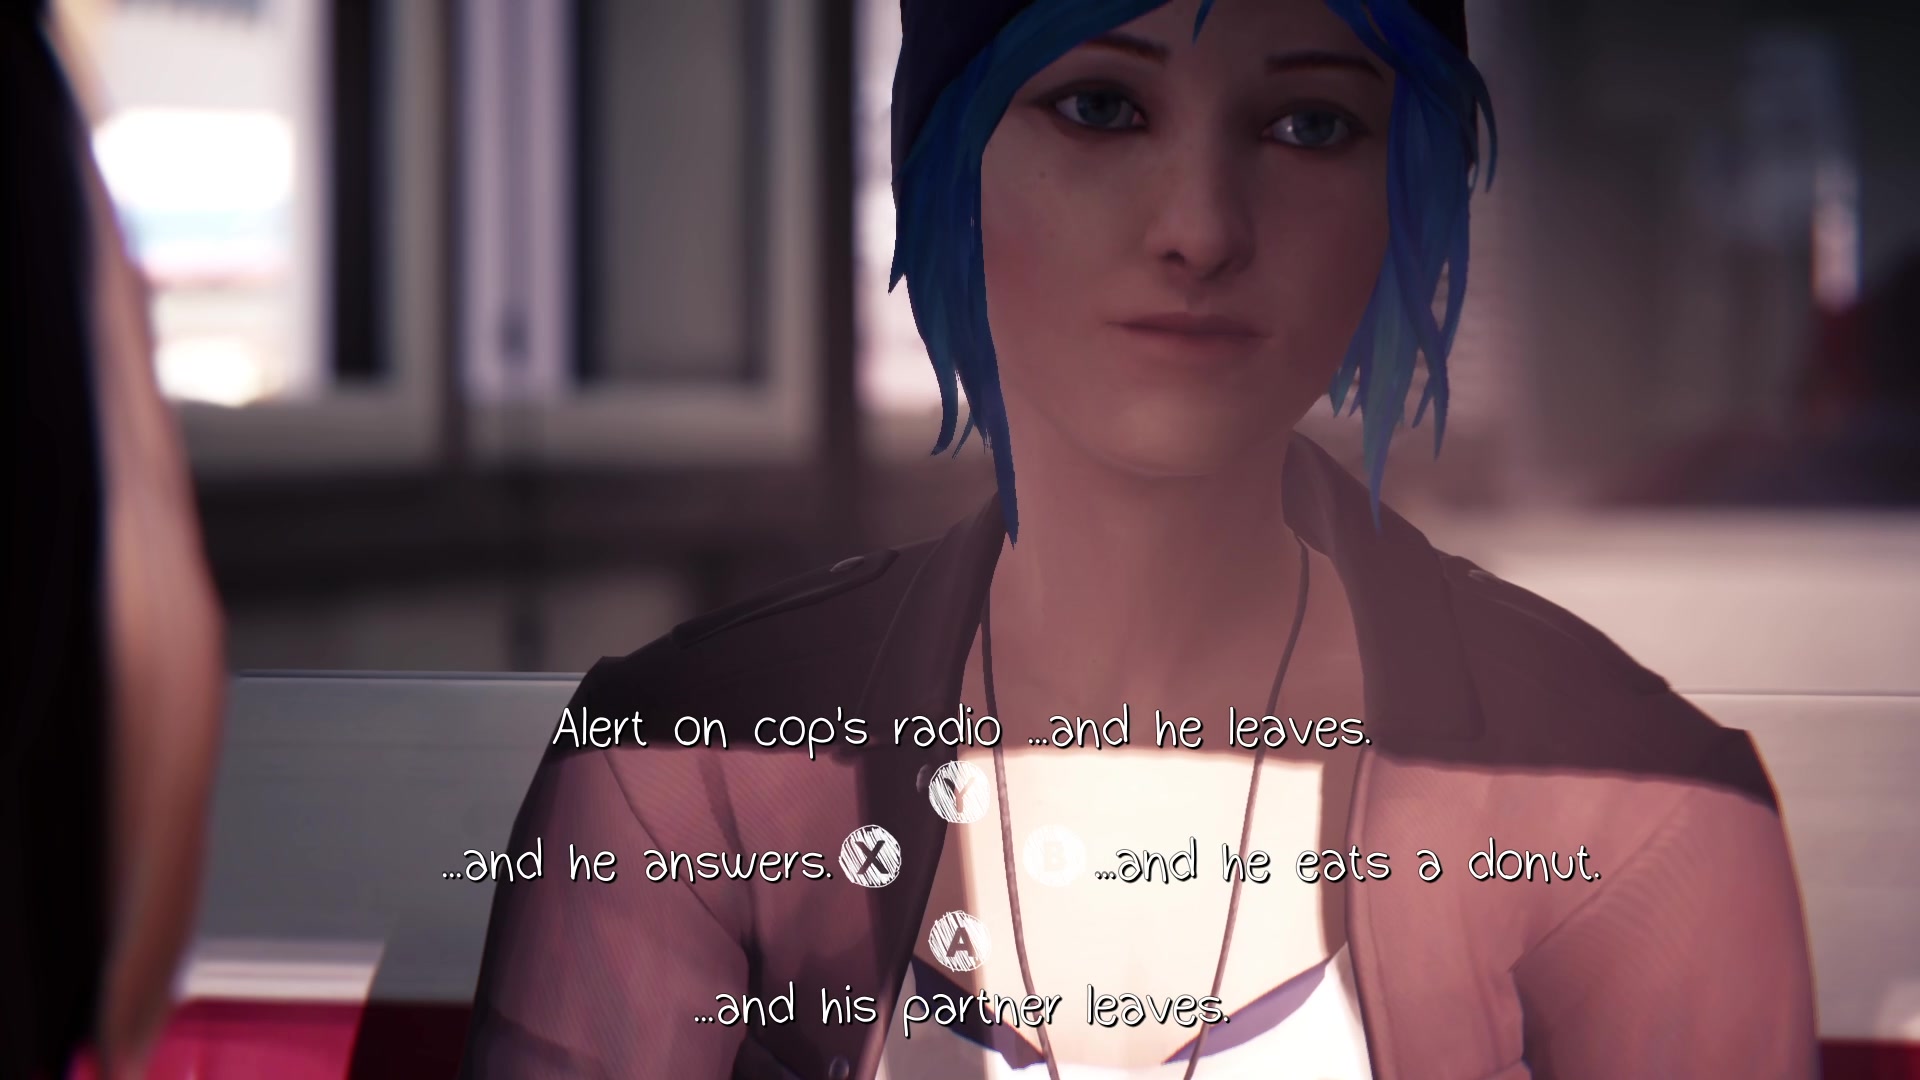 Alert on cop's radio ...and he leaves.
Y
...and he answers. X B ...and he eats a donut.
A
...and his partner leaves.